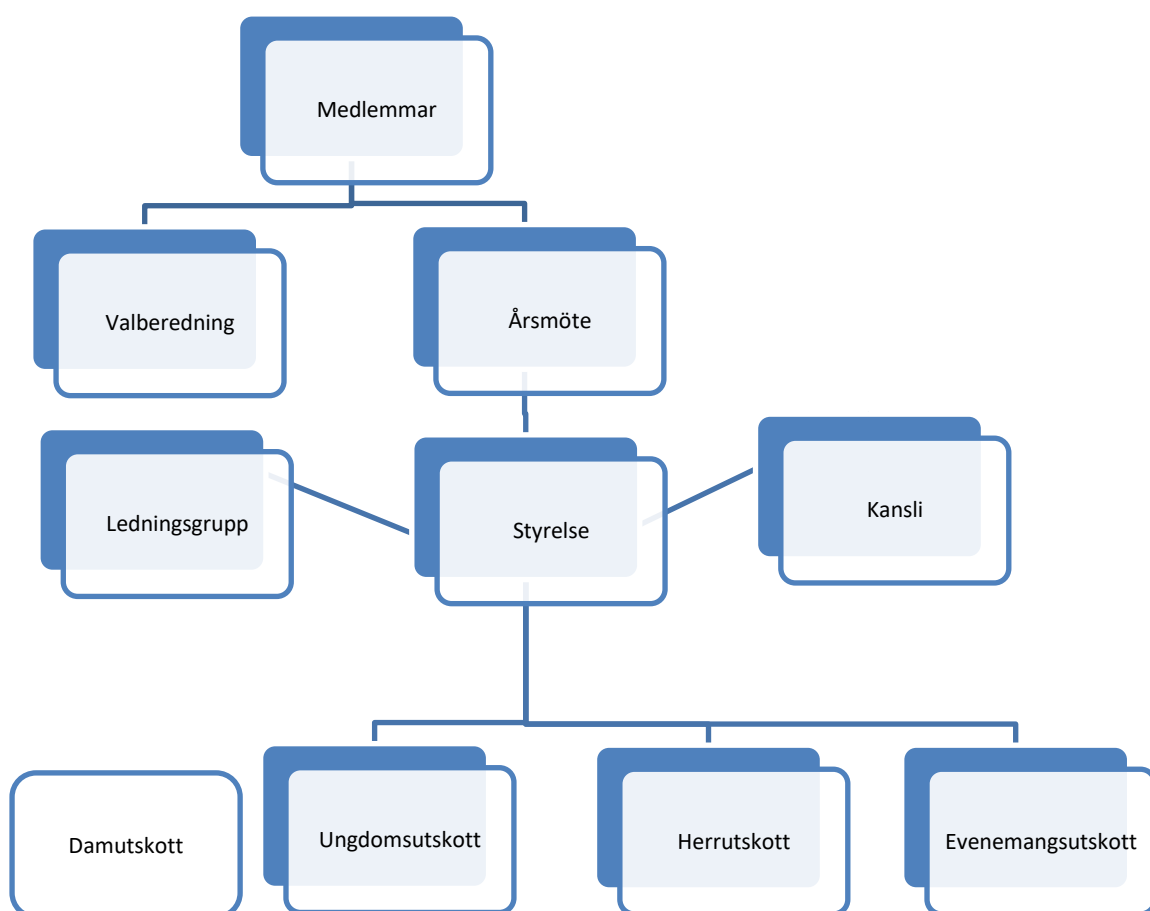 Medlemmar
Valberedning
Årsmöte
Ledningsgrupp
Styrelse
Kansli
Damutskott
Ungdomsutskott
Herrutskott
Evenemangsutskott